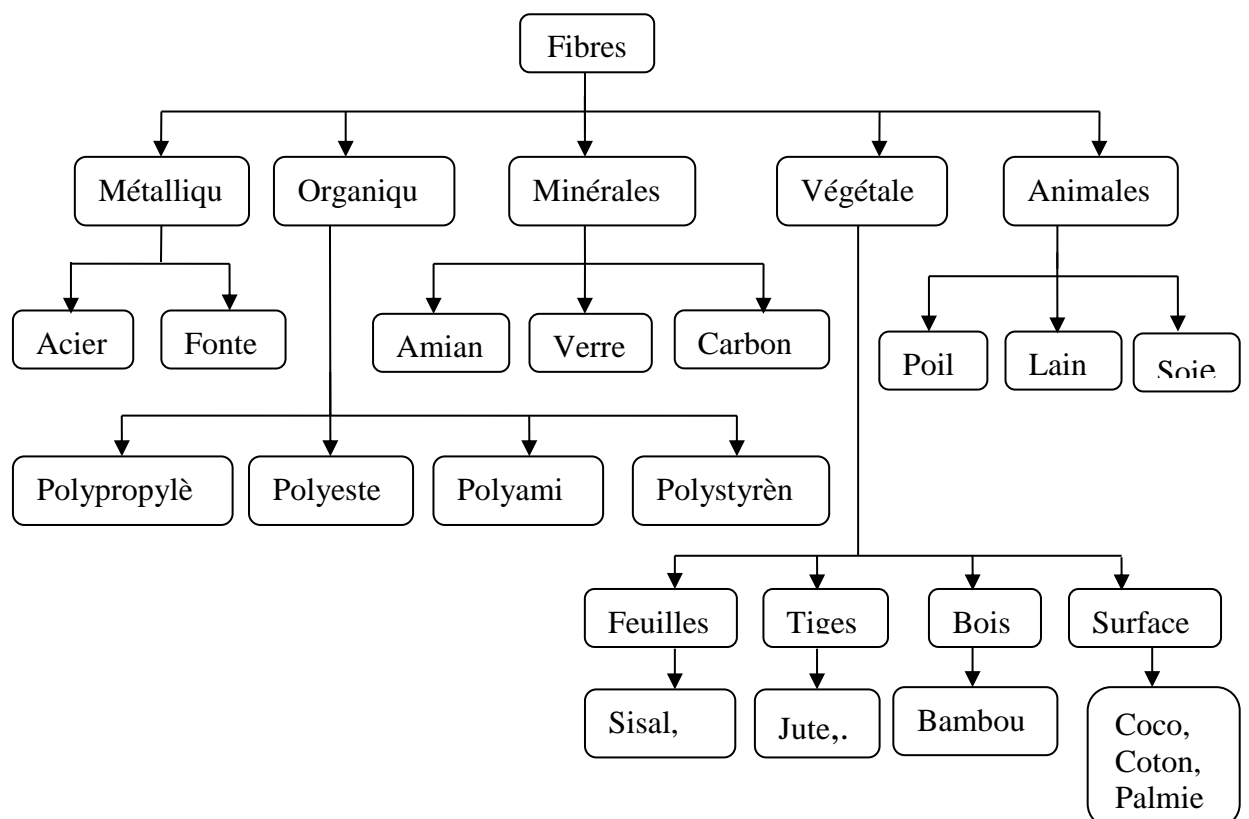 Fibres
Métalliqu
Organiqu
Minérales
Végétale
Animales
Acier
Fonte
Amian
Verre
Carbon
Poil
Lain
Soie
Polypropylè
Polyeste
Polyami
Polystyrèn
Feuilles
Tiges
Bois
Surface
Sisal,
Jute,.
Bambou
Coco,
Coton,
Palmie